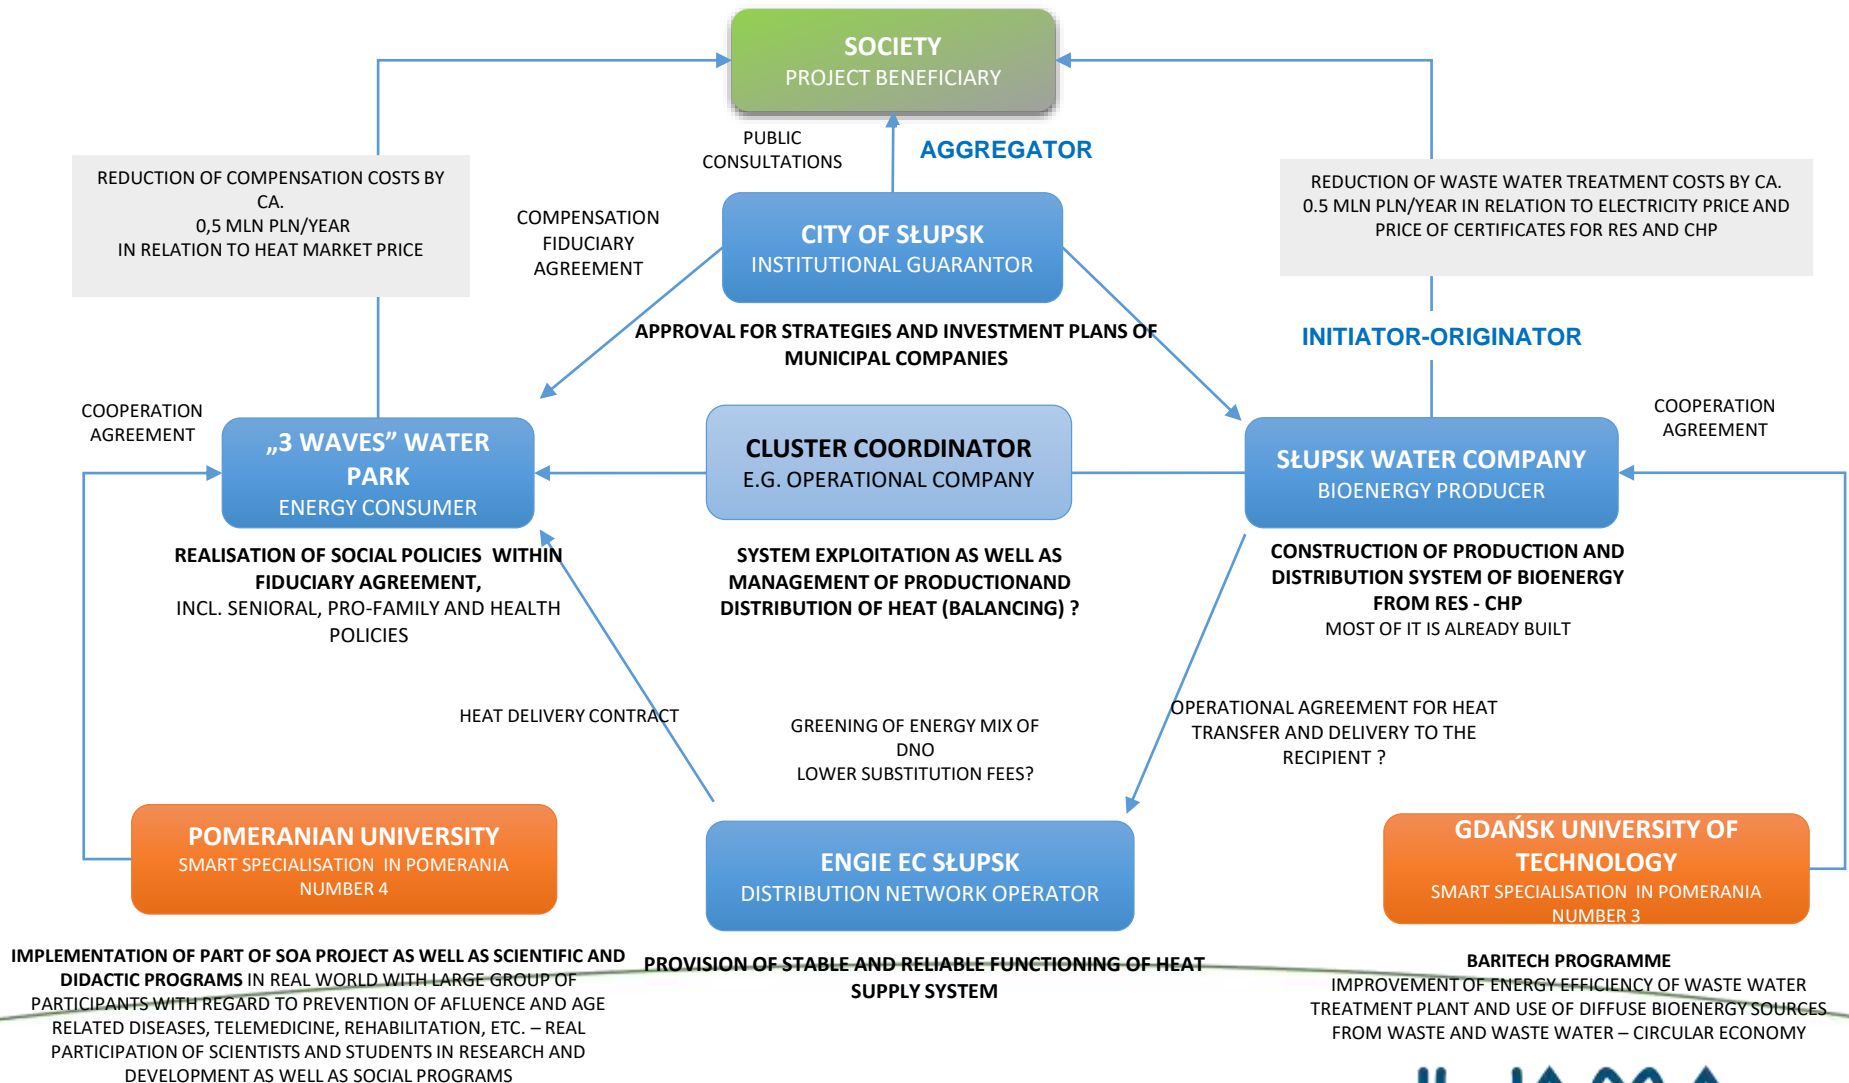 SOCIETY
PROJECT BENEFICIARY
PUBLIC
CONSULTATIONS
AGGREGATOR
REDUCTION OF COMPENSATION COSTS BY
CA.
0,5 MLN PLN/YEAR
IN RELATION TO HEAT MARKET PRICE
COMPENSATION
FIDUCIARY
AGREEMENT
CITY OF SŁUPSK
INSTITUTIONAL GUARANTOR
REDUCTION OF WASTE WATER TREATMENT COSTS BY CA.
0.5 MLN PLN/YEAR IN RELATION TO ELECTRICITY PRICE AND
PRICE OF CERTIFICATES FOR RES AND CHP
APPROVAL FOR STRATEGIES AND INVESTMENT PLANS OF
MUNICIPAL COMPANIES
INITIATOR-ORIGINATOR
COOPERATION
AGREEMENT
„3 WAVES” WATER
PARK
ENERGY CONSUMER
CLUSTER COORDINATOR
E.G. OPERATIONAL COMPANY
SŁUPSK WATER COMPANY
BIOENERGY PRODUCER
COOPERATION
AGREEMENT
REALISATION OF SOCIAL POLICIES WITHIN
FIDUCIARY AGREEMENT,
INCL. SENIORAL, PRO-FAMILY AND HEALTH
POLICIES
SYSTEM EXPLOITATION AS WELL AS
MANAGEMENT OF PRODUCTIONAND
DISTRIBUTION OF HEAT (BALANCING) ?
CONSTRUCTION OF PRODUCTION AND
DISTRIBUTION SYSTEM OF BIOENERGY
FROM RES - CHP
MOST OF IT IS ALREADY BUILT
HEAT DELIVERY CONTRACT
GREENING OF ENERGY MIX OF
DNO
LOWER SUBSTITUTION FEES?
OPERATIONAL AGREEMENT FOR HEAT
TRANSFER AND DELIVERY TO THE
RECIPIENT ?
POMERANIAN UNIVERSITY
SMART SPECIALISATION IN POMERANIA
NUMBER 4
ENGIE EC SŁUPSK
DISTRIBUTION NETWORK OPERATOR
GDAŃSK UNIVERSITY OF
TECHNOLOGY
SMART SPECIALISATION IN POMERANIA
NUMBER 3
IMPLEMENTATION OF PART OF SOA PROJECT AS WELL AS SCIENTIFIC AND
DIDACTIC PROGRAMS IN REAL WORLD WITH LARGE GROUP OF
PARTICIPANTS WITH REGARD TO PREVENTION OF AFLUENCE AND AGE
RELATED DISEASES, TELEMEDICINE, REHABILITATION, ETC. – REAL
PARTICIPATION OF SCIENTISTS AND STUDENTS IN RESEARCH AND
DEVELOPMENT AS WELL AS SOCIAL PROGRAMS
PROVISION OF STABLE AND RELIABLE FUNCTIONING OF HEAT
SUPPLY SYSTEM
BARITECH PROGRAMME
IMPROVEMENT OF ENERGY EFFICIENCY OF WASTE WATER
TREATMENT PLANT AND USE OF DIFFUSE BIOENERGY SOURCES
FROM WASTE AND WASTE WATER – CIRCULAR ECONOMY